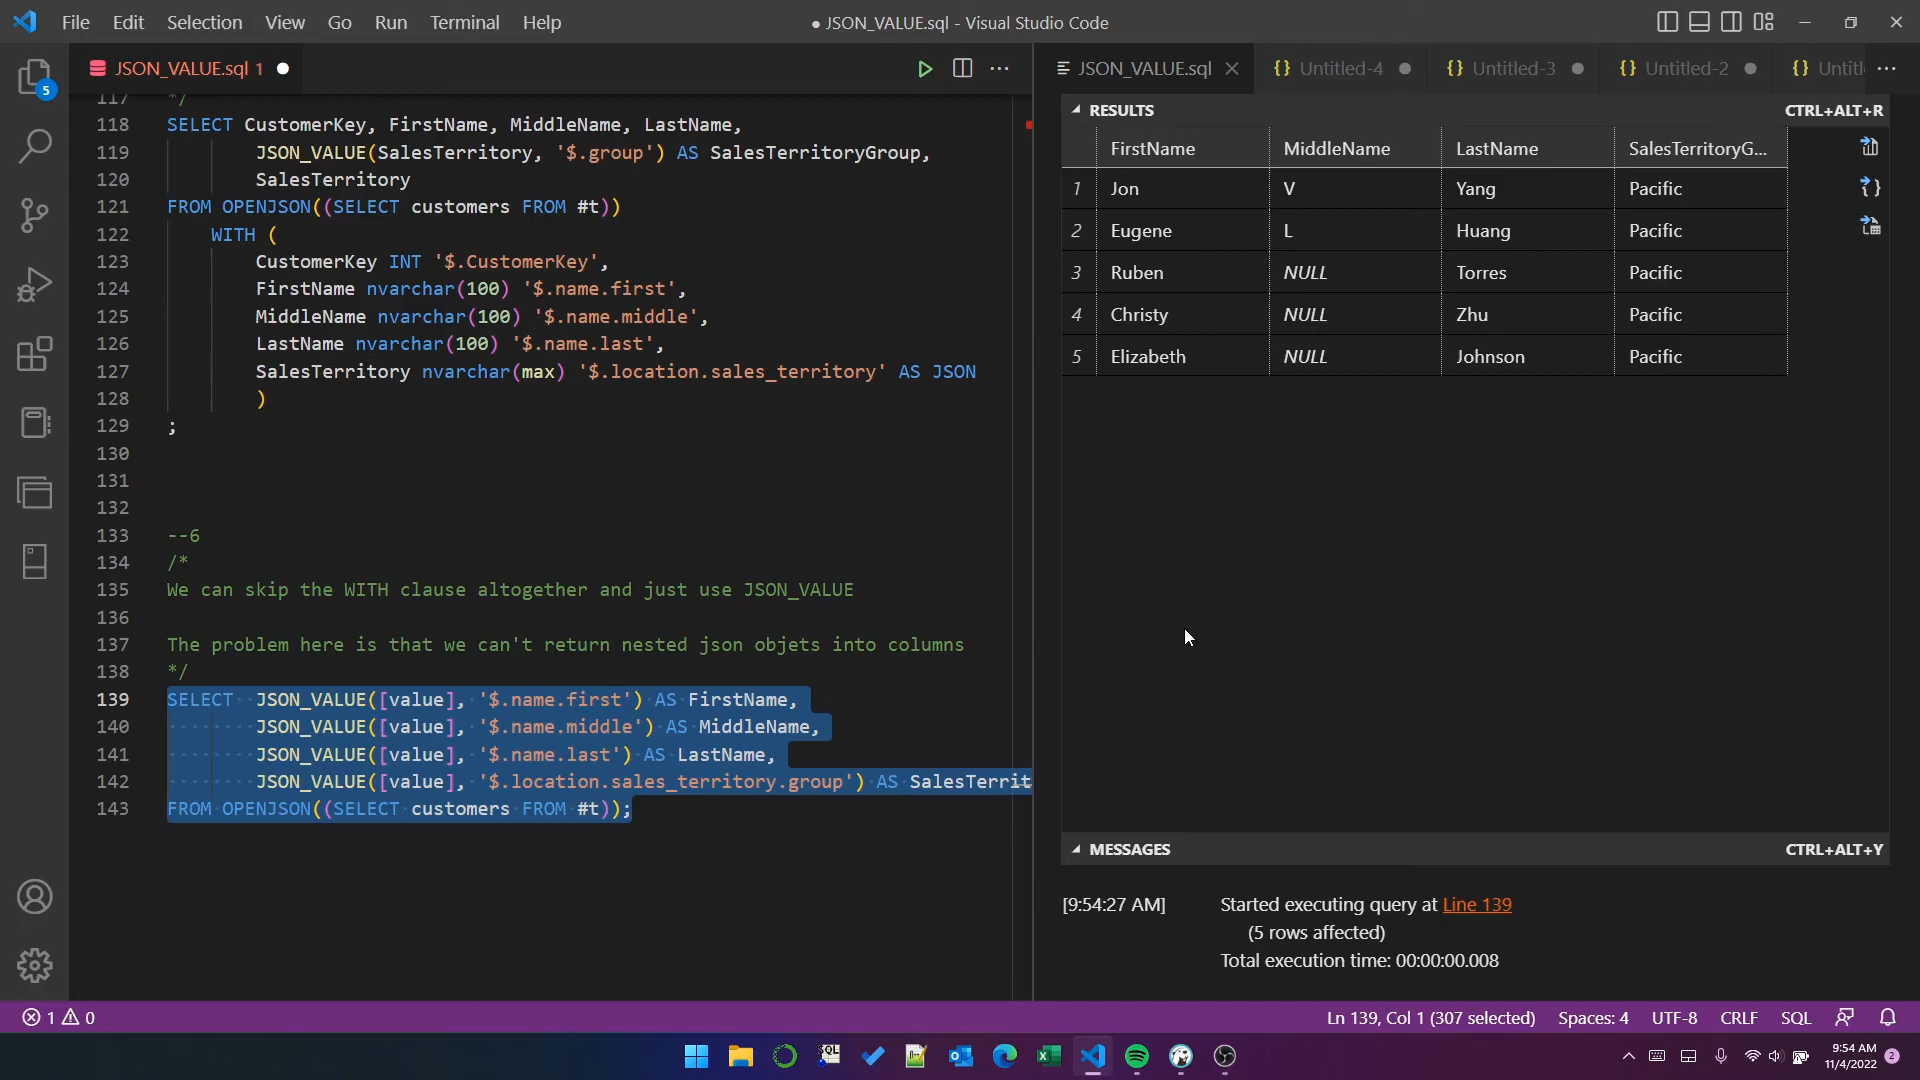 File Edit Selection View Go Run Terminal Help
● JSON_VALUE.sql - Visual Studio Code
JSON_VALUE.sql 1
JSON_VALUE.sql
Untitled-4
Untitled-3
Untitled-2
Untitl
5
117 */
118 SELECT CustomerKey, FirstName, MiddleName, LastName,
119 JSON_VALUE(SalesTerritory, '$.group') AS SalesTerritoryGroup,
120 SalesTerritory
121 FROM OPENJSON((SELECT customers FROM #t))
122 WITH (
123 CustomerKey INT '$.CustomerKey',
124 FirstName nvarchar(100) '$.name.first',
125 MiddleName nvarchar(100) '$.name.middle',
126 LastName nvarchar(100) '$.name.last',
127 SalesTerritory nvarchar(max) '$.location.sales_territory' AS JSON
128 )
129 ;
130
131
132
133 --6
134 /*
135 We can skip the WITH clause altogether and just use JSON_VALUE
136
137 The problem here is that we can't return nested json objets into columns
138 */
139 SELECT JSON_VALUE([value], '$.name.first') AS FirstName,
140 JSON_VALUE([value], '$.name.middle') AS MiddleName,
141 JSON_VALUE([value], '$.name.last') AS LastName,
142 JSON_VALUE([value], '$.location.sales_territory.group') AS SalesTerrit
143 FROM OPENJSON((SELECT customers FROM #t));
RESULTS CTRL+ALT+R
FirstName MiddleName LastName SalesTerritoryG...
1 Jon V Yang Pacific
2 Eugene L Huang Pacific
3 Ruben NULL Torres Pacific
4 Christy NULL Zhu Pacific
5 Elizabeth NULL Johnson Pacific
MESSAGES CTRL+ALT+Y
[9:54:27 AM] Started executing query at Line 139
(5 rows affected)
Total execution time: 00:00:00.008
1 0
Ln 139, Col 1 (307 selected) Spaces: 4 UTF-8 CRLF SQL
SQL
9:54 AM
11/4/2022
2